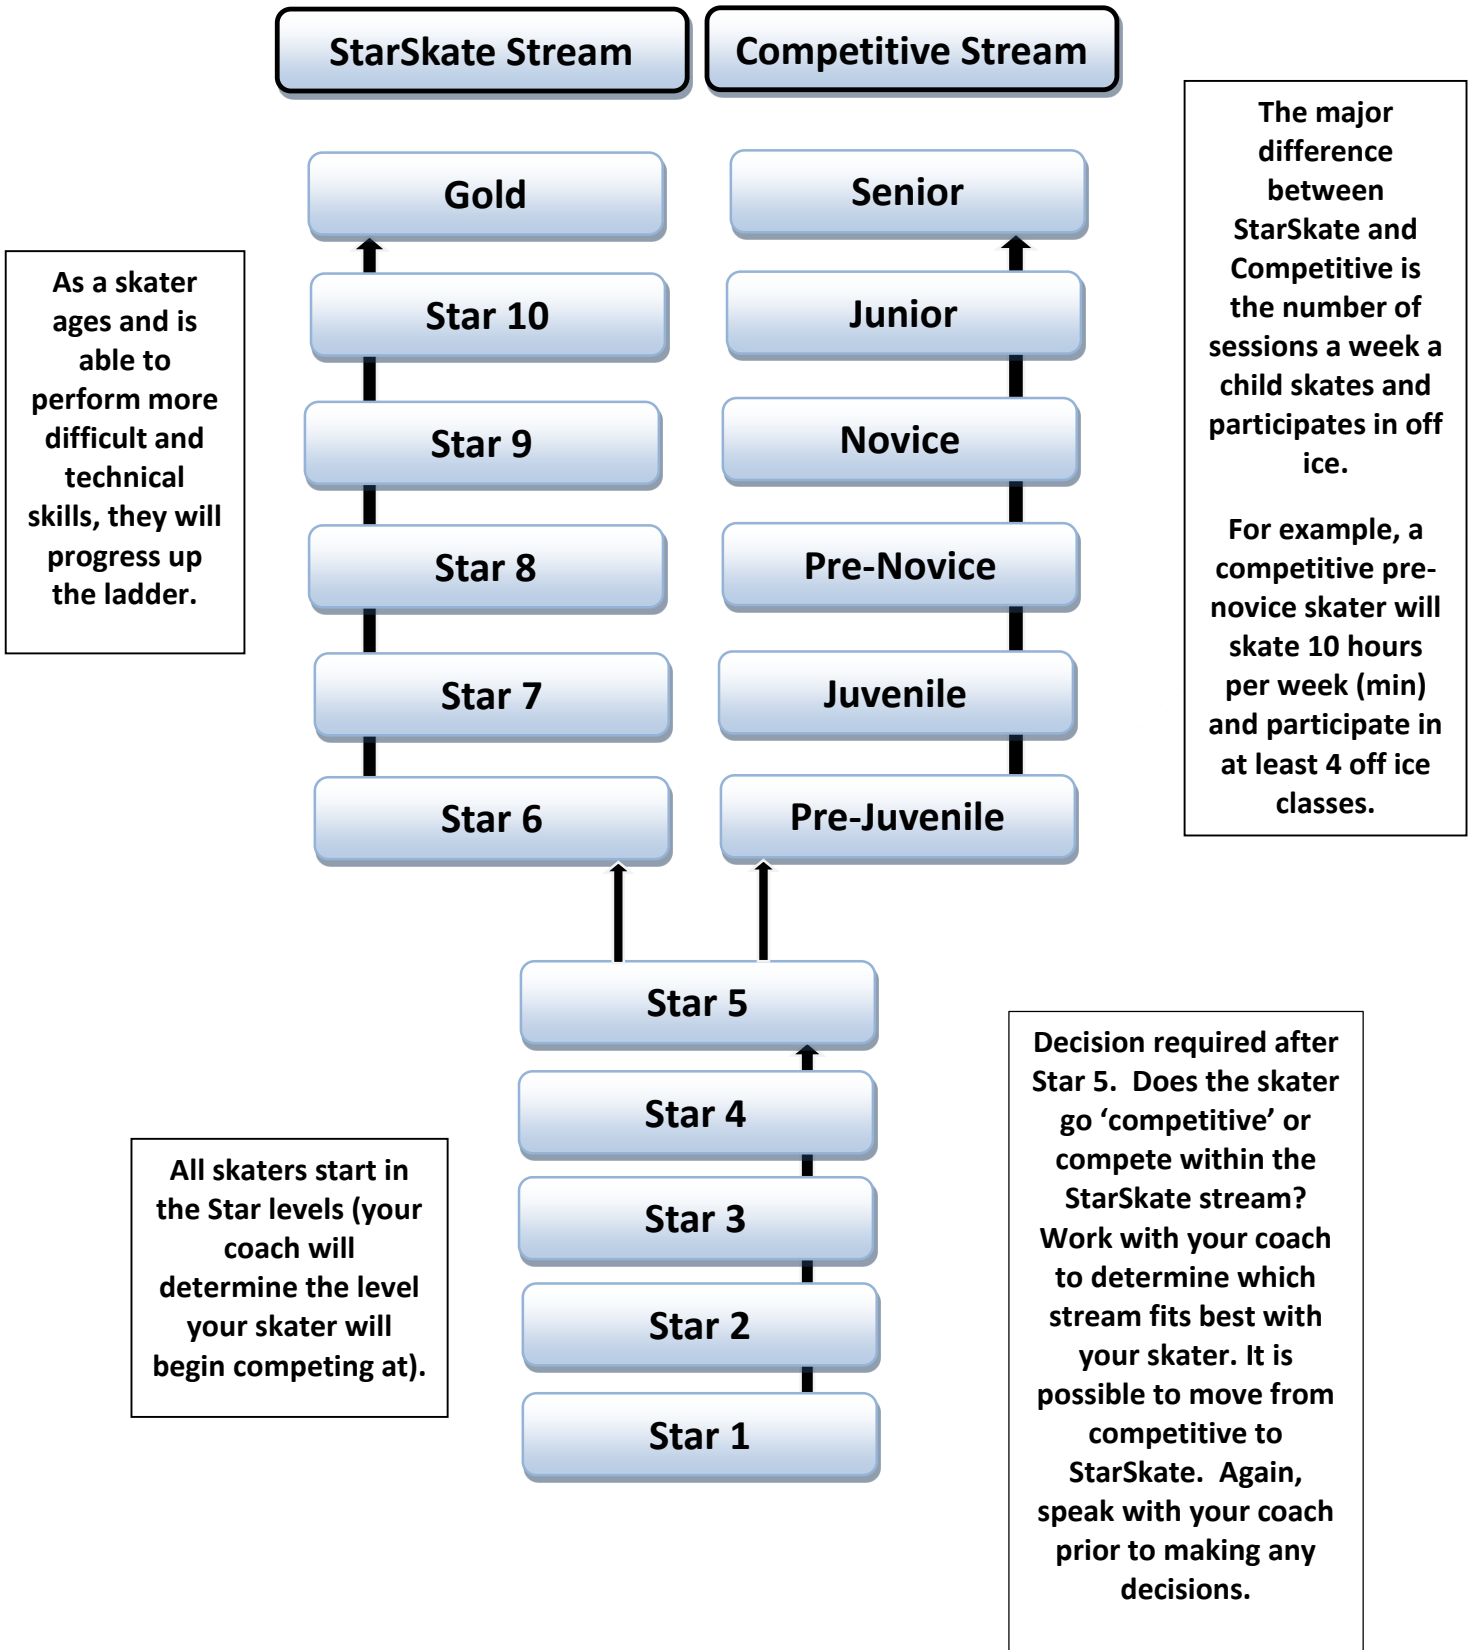 StarSkate Stream
Competitive Stream
Gold
Star 10
Star 9
Star 8
Star 7
Star 6
Senior
Junior
Novice
Pre-Novice
Juvenile
Pre-Juvenile
As a skater
ages and is
able to
perform more
difficult and
technical
skills, they will
progress up
the ladder.
The major
difference
between
StarSkate and
Competitive is
the number of
sessions a week a
child skates and
participates in off
ice.
For example, a
competitive pre-
novice skater will
skate 10 hours
per week (min)
and participate in
at least 4 off ice
classes.
Star 5
Star 4
Star 3
Star 2
Star 1
All skaters start in
the Star levels (your
coach will
determine the level
your skater will
begin competing at).
Decision required after
Star 5.  Does the skater
go ‘competitive’ or
compete within the
StarSkate stream?
Work with your coach
to determine which
stream fits best with
your skater. It is
possible to move from
competitive to
StarSkate.  Again,
speak with your coach
prior to making any
decisions.